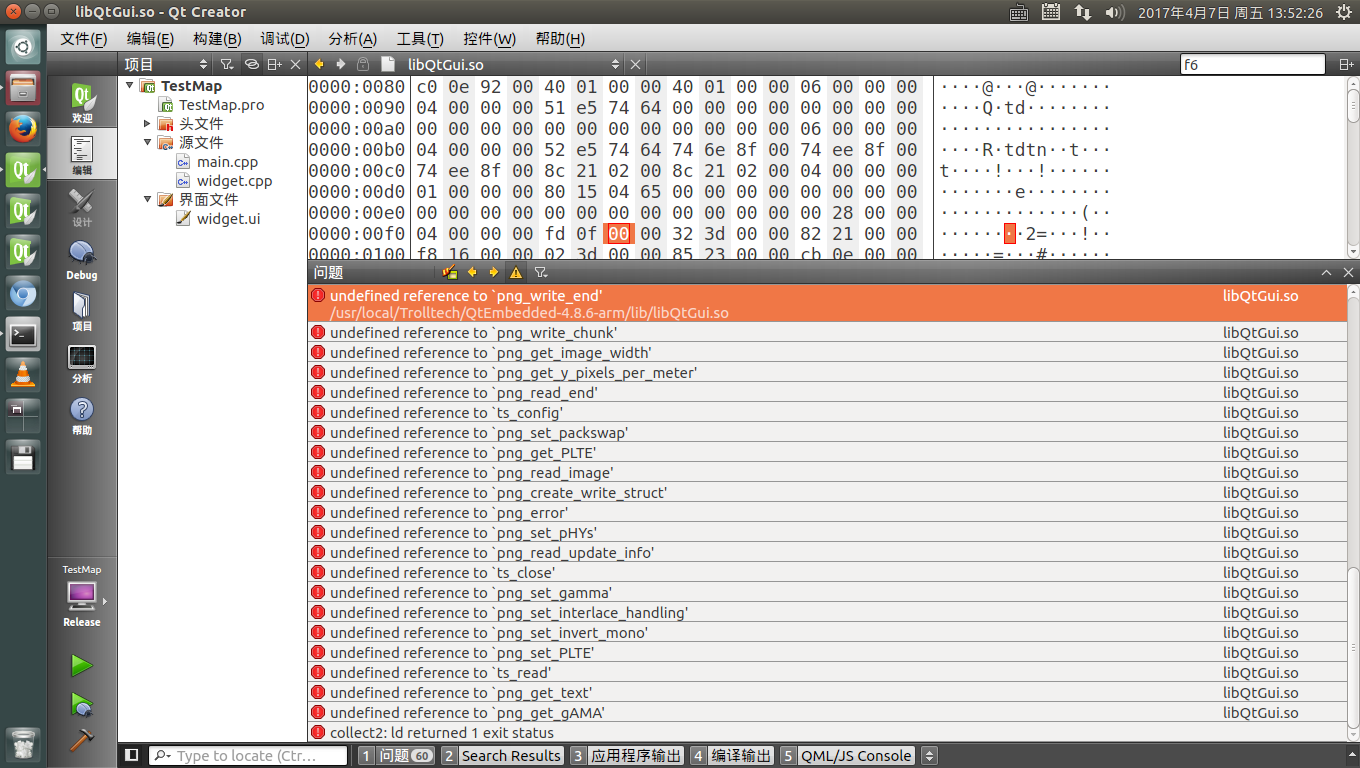 libQtGui.so - Qt Creator
2017年4月7日 周五 13:52:26
文件(F) 编辑(E) 构建(B) 调试(D) 分析(A) 工具(T) 控件(W) 帮助(H)
项目
libQtGui.so
f6
欢迎
编辑
设计
Debug
项目
分析
帮助
TestMap
Release
TestMap
TestMap.pro
头文件
源文件
main.cpp
widget.cpp
界面文件
widget.ui
0000:0080 c0 0e 92 00 40 01 00 00 40 01 00 00 06 00 00 00 ····@···@·······
0000:0090 04 00 00 00 51 e5 74 64 00 00 00 00 00 00 00 00 ····Q·td········
0000:00a0 00 00 00 00 00 00 00 00 00 00 00 00 06 00 00 00 ················
0000:00b0 04 00 00 00 52 e5 74 64 74 6e 8f 00 74 ee 8f 00 ····R·tdtn··t···
0000:00c0 74 ee 8f 00 8c 21 02 00 8c 21 02 00 04 00 00 00 t····!···!······
0000:00d0 01 00 00 00 80 15 04 65 00 00 00 00 00 00 00 00 ·······e········
0000:00e0 00 00 00 00 00 00 00 00 00 00 00 00 00 28 00 00 ·············(··
0000:00f0 04 00 00 00 fd 0f 00 00 32 3d 00 00 82 21 00 00 ········2=···!··
0000:0100 f8 16 00 00 02 3d 00 00 85 23 00 00 cb 0e 00 00 ·····=···#······
问题
undefined reference to `png_write_end' libQtGui.so
/usr/local/Trolltech/QtEmbedded-4.8.6-arm/lib/libQtGui.so
undefined reference to `png_write_chunk' libQtGui.so
undefined reference to `png_get_image_width' libQtGui.so
undefined reference to `png_get_y_pixels_per_meter' libQtGui.so
undefined reference to `png_read_end' libQtGui.so
undefined reference to `ts_config' libQtGui.so
undefined reference to `png_set_packswap' libQtGui.so
undefined reference to `png_get_PLTE' libQtGui.so
undefined reference to `png_read_image' libQtGui.so
undefined reference to `png_create_write_struct' libQtGui.so
undefined reference to `png_error' libQtGui.so
undefined reference to `png_set_pHYs' libQtGui.so
undefined reference to `png_read_update_info' libQtGui.so
undefined reference to `ts_close' libQtGui.so
undefined reference to `png_set_gamma' libQtGui.so
undefined reference to `png_set_interlace_handling' libQtGui.so
undefined reference to `png_set_invert_mono' libQtGui.so
undefined reference to `png_set_PLTE' libQtGui.so
undefined reference to `ts_read' libQtGui.so
undefined reference to `png_get_text' libQtGui.so
undefined reference to `png_get_gAMA' libQtGui.so
collect2: ld returned 1 exit status
Type to locate (Ctr... 1 问题 60 2 Search Results 3 应用程序输出 4 编译输出 5 QML/JS Console